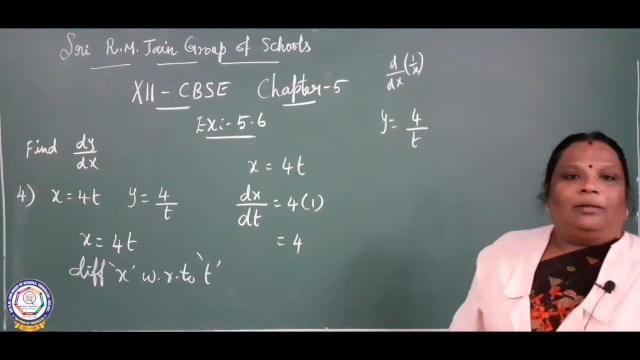 Sri R.M. Jain Group of Schools
XII - CBSE Chapter-5
Ex:- 5.6
Find dy/dx
4) x = 4t y = 4/t
x = 4t
diff 'x' w.r.to 't'
x = 4t
dx/dt = 4(1)
= 4
d/dx (1/x)
y = 4/t